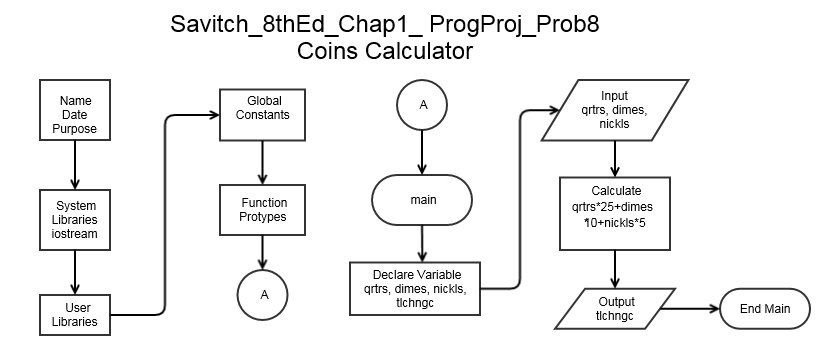 Savitch_8thEd_Chap1_ ProgProj_Prob8
Coins Calculator
Name
Date
Purpose
System
Libraries
iostream
User
Libraries
Global
Constants
Function
Protypes
A
A
main
Declare Variable
qrtrs, dimes, nickls,
tlchngc
Input
qrtrs, dimes,
nickls
Calculate
qrtrs*25+dimes
*10+nickls*5
Output
tlchngc
End Main